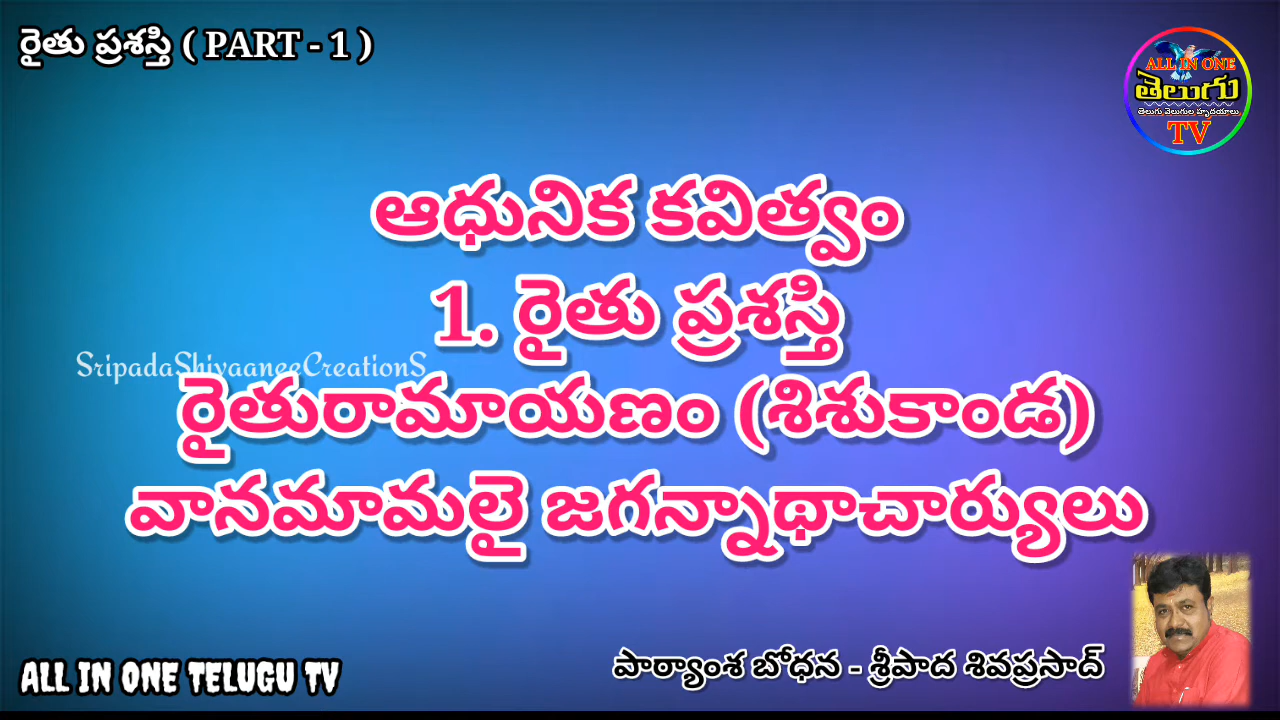 రైతు ప్రశస్తి ( PART - 1 )
ALL IN ONE
తెలుగు
తెలుగు వెలుగుల హృదయాలు
TV
ఆధునిక కవిత్వం
1. రైతు ప్రశస్తి
SripadaShivaaneeCreationS
రైతురామాయణం (శిశుకాండ)
వానమామలై జగన్నాథాచార్యులు
పార్యాంశ బోధన - శ్రీపాద శివప్రసాద్
ALL IN ONE TELUGU TV